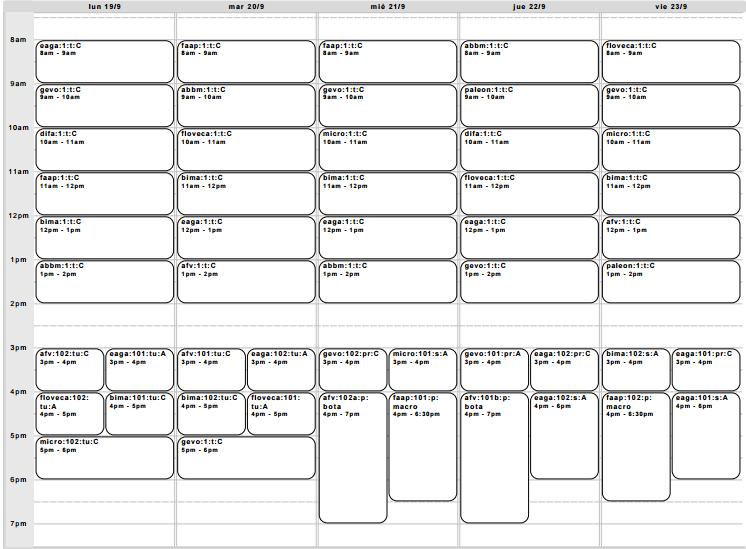 lun 19/9
mar 20/9
mié 21/9
jue 22/9
vie 23/9
8am
eaga:1:t:C
8am - 9am
faap:1:t:C
8am - 9am
faap:1:t:C
8am - 9am
abbm:1:t:C
8am - 9am
floveca:1:t:C
8am - 9am
9am
gevo:1:t:C
9am - 10am
abbm:1:t:C
9am - 10am
gevo:1:t:C
9am - 10am
paleon:1:t:C
9am - 10am
gevo:1:t:C
9am - 10am
10am
difa:1:t:C
10am - 11am
floveca:1:t:C
10am - 11am
micro:1:t:C
10am - 11am
difa:1:t:C
10am - 11am
micro:1:t:C
10am - 11am
11am
faap:1:t:C
11am - 12pm
bima:1:t:C
11am - 12pm
bima:1:t:C
11am - 12pm
floveca:1:t:C
11am - 12pm
bima:1:t:C
11am - 12pm
12pm
bima:1:t:C
12pm - 1pm
eaga:1:t:C
12pm - 1pm
eaga:1:t:C
12pm - 1pm
eaga:1:t:C
12pm - 1pm
afv:1:t:C
12pm - 1pm
1pm
abbm:1:t:C
1pm - 2pm
afv:1:t:C
1pm - 2pm
abbm:1:t:C
1pm - 2pm
gevo:1:t:C
1pm - 2pm
paleon:1:t:C
1pm - 2pm
2pm
3pm
afv:102:tu:C
3pm - 4pm
eaga:101:tu:A
3pm - 4pm
afv:101:tu:C
3pm - 4pm
eaga:102:tu:A
3pm - 4pm
gevo:102:pr:C
3pm - 4pm
micro:101:s:A
3pm - 4pm
gevo:101:pr:A
3pm - 4pm
eaga:102:pr:C
3pm - 4pm
bima:102:s:A
3pm - 4pm
eaga:101:pr:C
3pm - 4pm
4pm
floveca:102:
tu:A
4pm - 5pm
bima:101:tu:C
4pm - 5pm
bima:102:tu:C
4pm - 5pm
floveca:101:
tu:A
4pm - 5pm
afv:102a:p:
bota
4pm - 7pm
faap:101:p:
macro
4pm - 6:30pm
afv:101b:p:
bota
4pm - 7pm
eaga:102:s:A
4pm - 6pm
faap:102:p:
macro
4pm - 6:30pm
eaga:101:s:A
4pm - 6pm
5pm
micro:102:tu:C
5pm - 6pm
gevo:1:t:C
5pm - 6pm
6pm
7pm